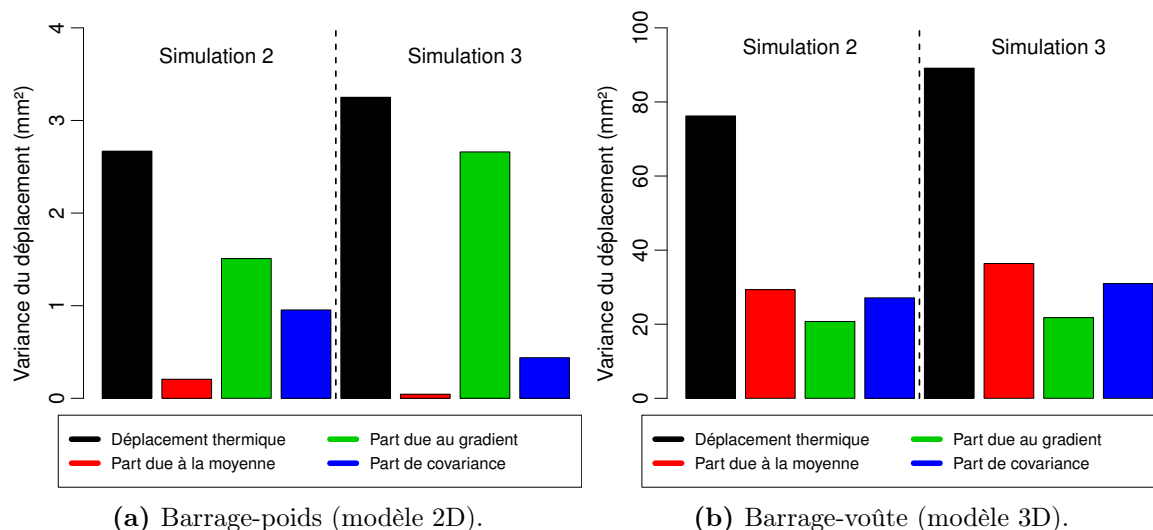 Variance du déplacement (mm²)
4
3
2
1
0
Simulation 2
Simulation 3
Déplacement thermique
Part due à la moyenne
Part due au gradient
Part de covariance
(a) Barrage-poids (modèle 2D).
Variance du déplacement (mm²)
100
80
60
40
20
0
Simulation 2
Simulation 3
Déplacement thermique
Part due à la moyenne
Part due au gradient
Part de covariance
(b) Barrage-voûte (modèle 3D).